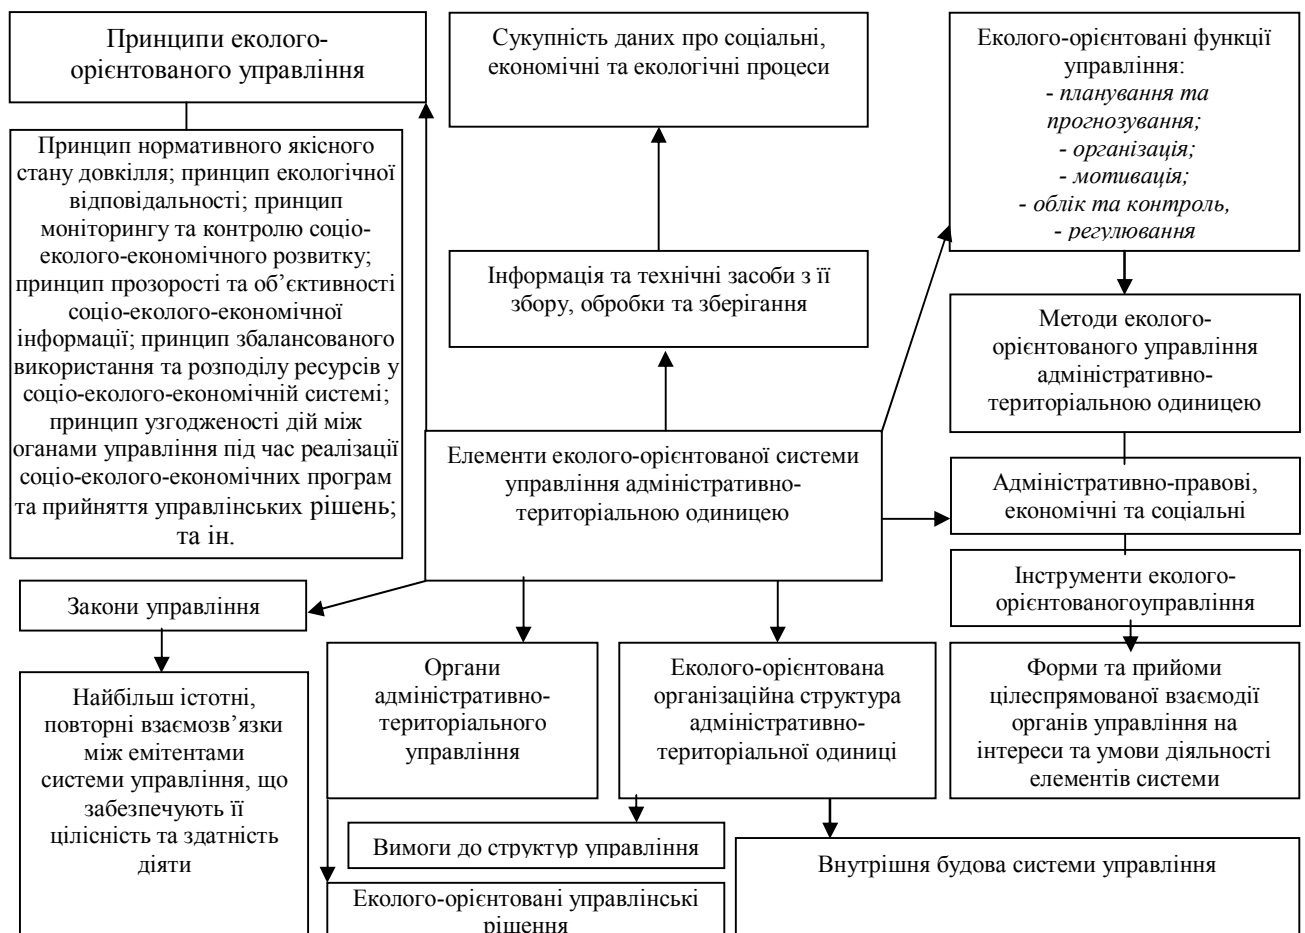 Принципи еколого-
орієнтованого управління
Сукупність даних про соціальні,
економічні та екологічні процеси
Еколого-орієнтовані функції
управління:
- планування та
прогнозування;
- організація;
- мотивація;
- облік та контроль,
- регулювання
Принцип нормативного якісного
стану довкілля; принцип екологічної
відповідальності; принцип
моніторингу та контролю соціо-
еколого-економічного розвитку;
принцип прозорості та об’єктивності
соціо-еколого-економічної
інформації; принцип збалансованого
використання та розподілу ресурсів у
соціо-еколого-економічній системі;
принцип узгодженості дій між
оганами управління під час реалізації
соціо-еколого-економічних програм
та прийняття управлінських рішень;
та ін.
Інформація та технічні засоби з її
збору, обробки та зберігання
Методи еколого-
орієнтованого управління
адміністративно-
територіальною одиницею
Елементи еколого-орієнтованої системи
управління адміністративно-
територіальною одиницею
Адміністративно-правові,
економічні та соціальні
Інструменти еколого-
орієнтованогоуправління
Закони управління
Органи
адміністративно-
територіального
управління
Еколого-орієнтована
організаційна структура
адміністративно-
територіальної одиниці
Форми та прийоми
цілеспрямованої взаємодії
органів управління на
інтереси та умови діяльності
елементів системи
Найбільш істотні,
повторні взаємозв’язки
між емітентами
системи управління, що
забезпечують її
цілісність та здатність
діяти
Вимоги до структур управління
Внутрішня будова системи управління
Еколого-орієнтовані управлінські
рішення